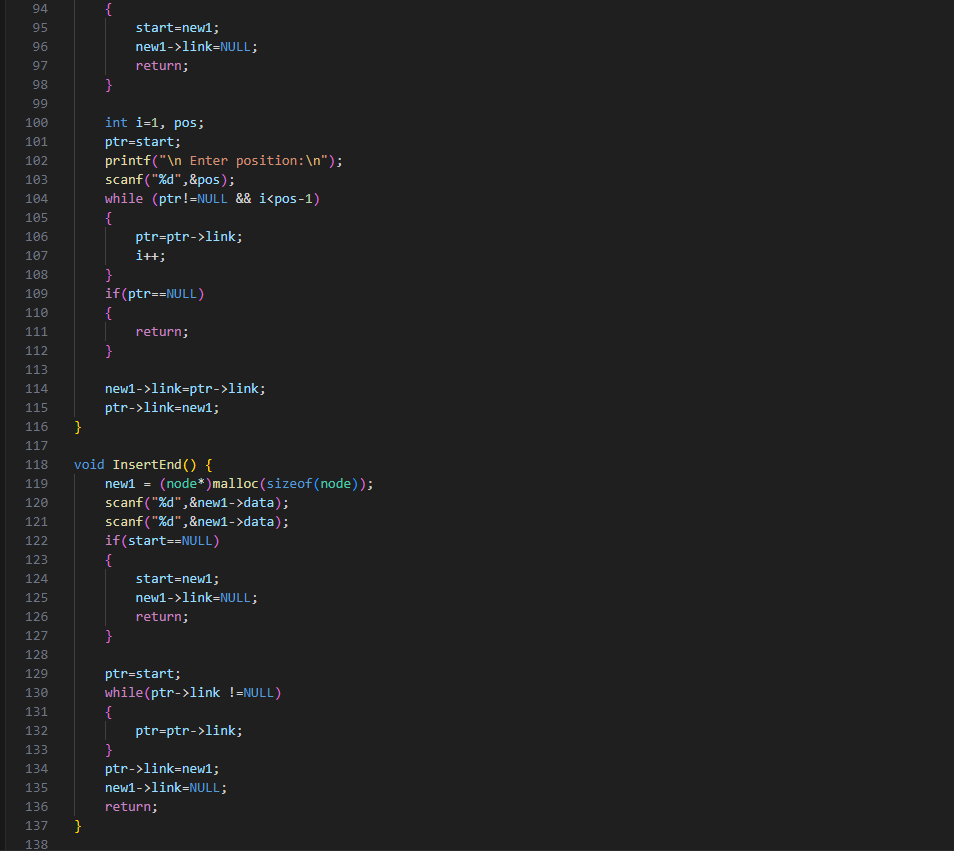 94 {
95 start=new1;
96 new1->link=NULL;
97 return;
98 }
99
100 int i=1, pos;
101 ptr=start;
102 printf("\n Enter position:\n");
103 scanf("%d",&pos);
104 while (ptr!=NULL && i<pos-1)
105 {
106 ptr=ptr->link;
107 i++;
108 }
109 if(ptr==NULL)
110 {
111 return;
112 }
113
114 new1->link=ptr->link;
115 ptr->link=new1;
116 }
117
118 void InsertEnd() {
119 new1 = (node*)malloc(sizeof(node));
120 scanf("%d",&new1->data);
121 scanf("%d",&new1->data);
122 if(start==NULL)
123 {
124 start=new1;
125 new1->link=NULL;
126 return;
127 }
128
129 ptr=start;
130 while(ptr->link !=NULL)
131 {
132 ptr=ptr->link;
133 }
134 ptr->link=new1;
135 new1->link=NULL;
136 return;
137 }
138